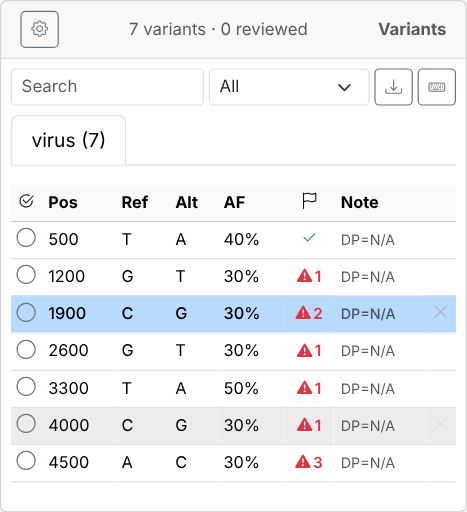 7 variants · 0 reviewed Variants
Search All
virus (7)
Pos Ref Alt AF Note
500 T A 40% DP=N/A
1200 G T 30% 1 DP=N/A
1900 C G 30% 2 DP=N/A
2600 G T 30% 1 DP=N/A
3300 T A 50% 1 DP=N/A
4000 C G 30% 1 DP=N/A
4500 A C 30% 3 DP=N/A